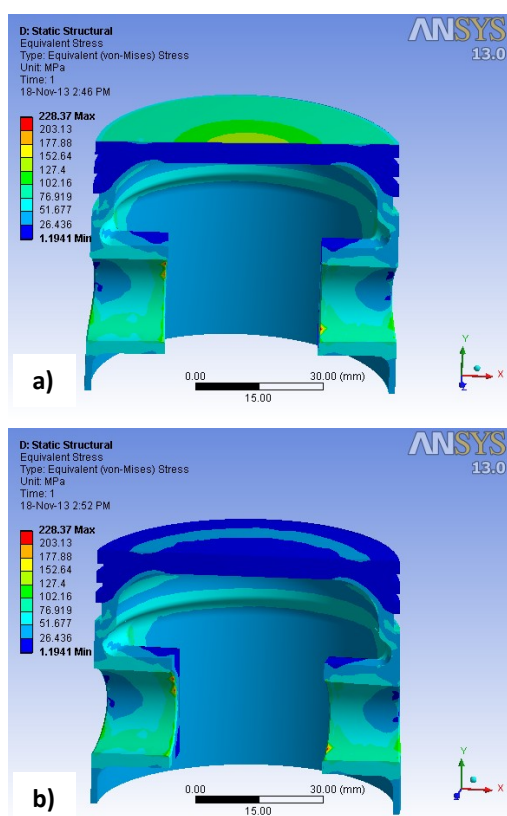 D: Static Structural
Equivalent Stress
Type: Equivalent (von-Mises) Stress
Unit: MPa
Time: 1
18-Nov-13 2:46 PM
ANSYS
13.0
228.37 Max
203.13
177.88
152.64
127.4
102.16
76.919
51.677
26.436
1.1941 Min
0.00
30.00 (mm)
15.00
Y
X
Z
a)
D: Static Structural
Equivalent Stress
Type: Equivalent (von-Mises) Stress
Unit: MPa
Time: 1
18-Nov-13 2:52 PM
ANSYS
13.0
228.37 Max
203.13
177.88
152.64
127.4
102.16
76.919
51.677
26.436
1.1941 Min
0.00
30.00 (mm)
15.00
Y
X
Z
b)